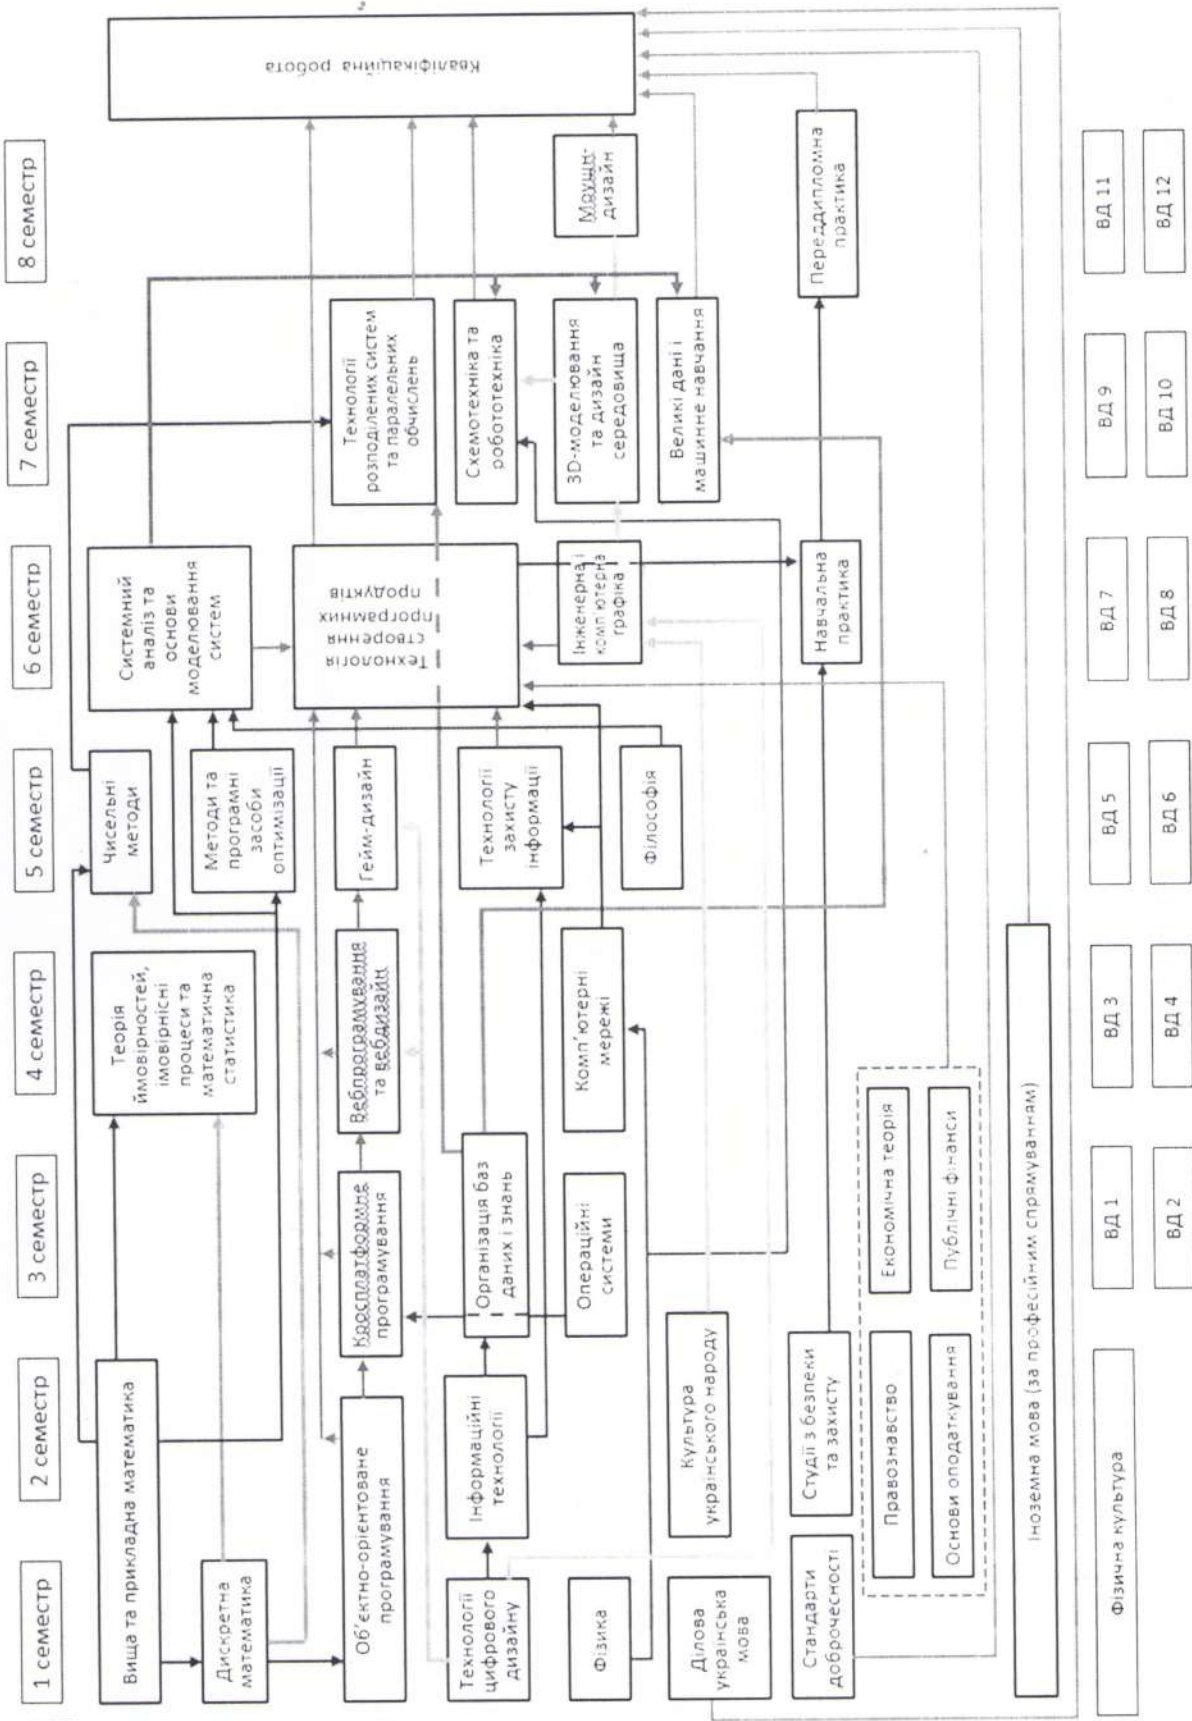 1 семестр
2 семестр
3 семестр
4 семестр
5 семестр
6 семестр
7 семестр
8 семестр
Вища та прикладна математика
Дискретна
математика
Теорія
ймовірностей,
імовірнісні
процеси та
математична
статистика
Чисельні
методи
Методи та
програмні
засоби
оптимізації
Системний
аналіз та
основи
моделювання
систем
Кваліфікаційна робота
Об'єктно-орієнтоване
програмування
Кросплатформне
програмування
Вебпрограмування
та вебдизайн
Гейм-дизайн
Технологія
створення
програмних
продуктів
Технології
розподілених систем
та паралельних
обчислень
Технології
цифрового
дизайну
Інформаційні
технології
Організація баз
даних і знань
Технології
захисту
інформації
Схемотехніка та
робототехніка
Фізика
Операційні
системи
Комп'ютерні
мережі
Інженерна і
комп'ютерна
графіка
3D-моделювання
та дизайн
середовища
Моушн-
дизайн
Ділова
українська
мова
Культура
українського народу
Філософія
Великі дані і
машинне навчання
Стандарти
доброчесності
Студії з безпеки
та захисту
Навчальна
практика
Переддипломна
практика
Правознавство
Економічна теорія
Основи оподаткування
Публічні фінанси
Іноземна мова (за професійним спрямуванням)
Фізична культура
ВД 1
ВД 3
ВД 5
ВД 7
ВД 9
ВД 11
ВД 2
ВД 4
ВД 6
ВД 8
ВД 10
ВД 12